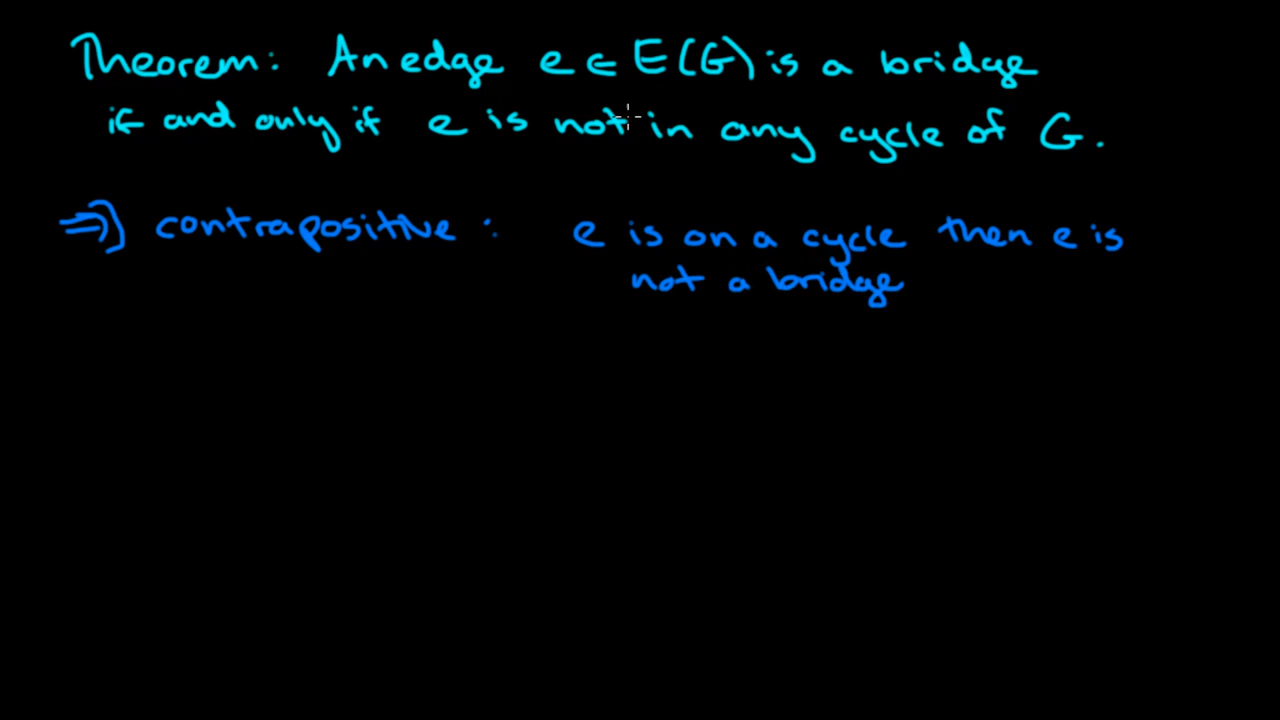 Theorem: An edge e ∈ E(G) is a bridge
if and only if e is not in any cycle of G.
⇒) contrapositive: e is on a cycle then e is
not a bridge